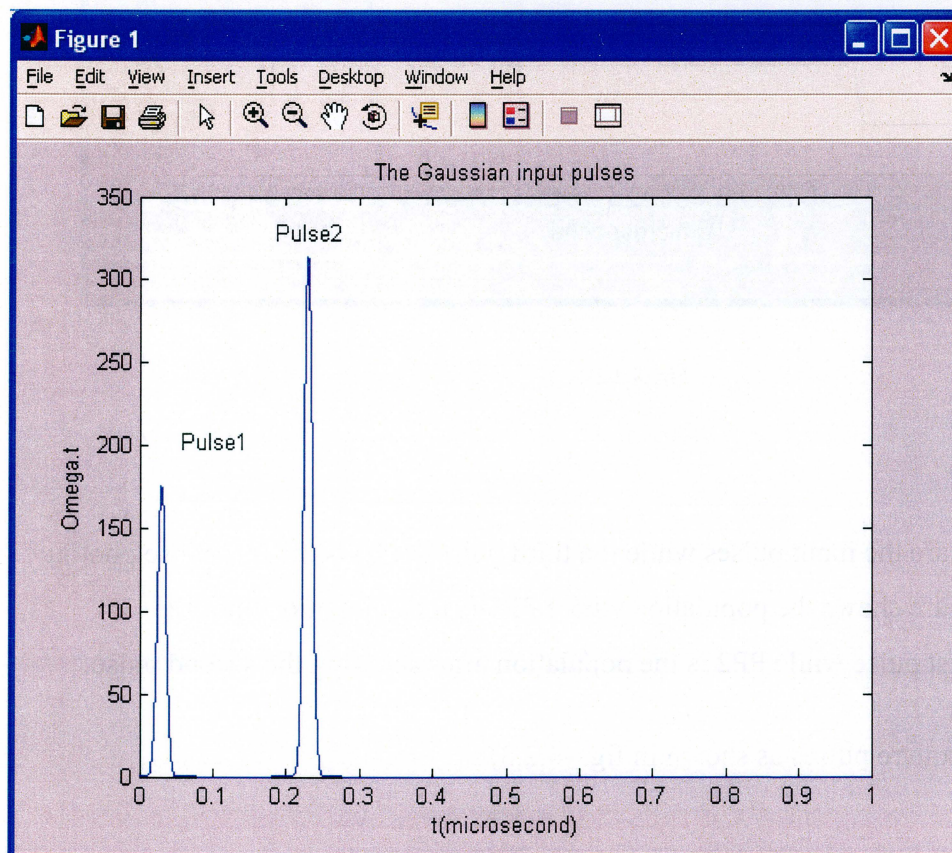 Figure 1
File Edit View Insert Tools Desktop Window Help
The Gaussian input pulses
350
300
250
200
150
100
50
0
Pulse2
Pulse1
Omega.t
0 0.1 0.2 0.3 0.4 0.5 0.6 0.7 0.8 0.9 1
t(microsecond)